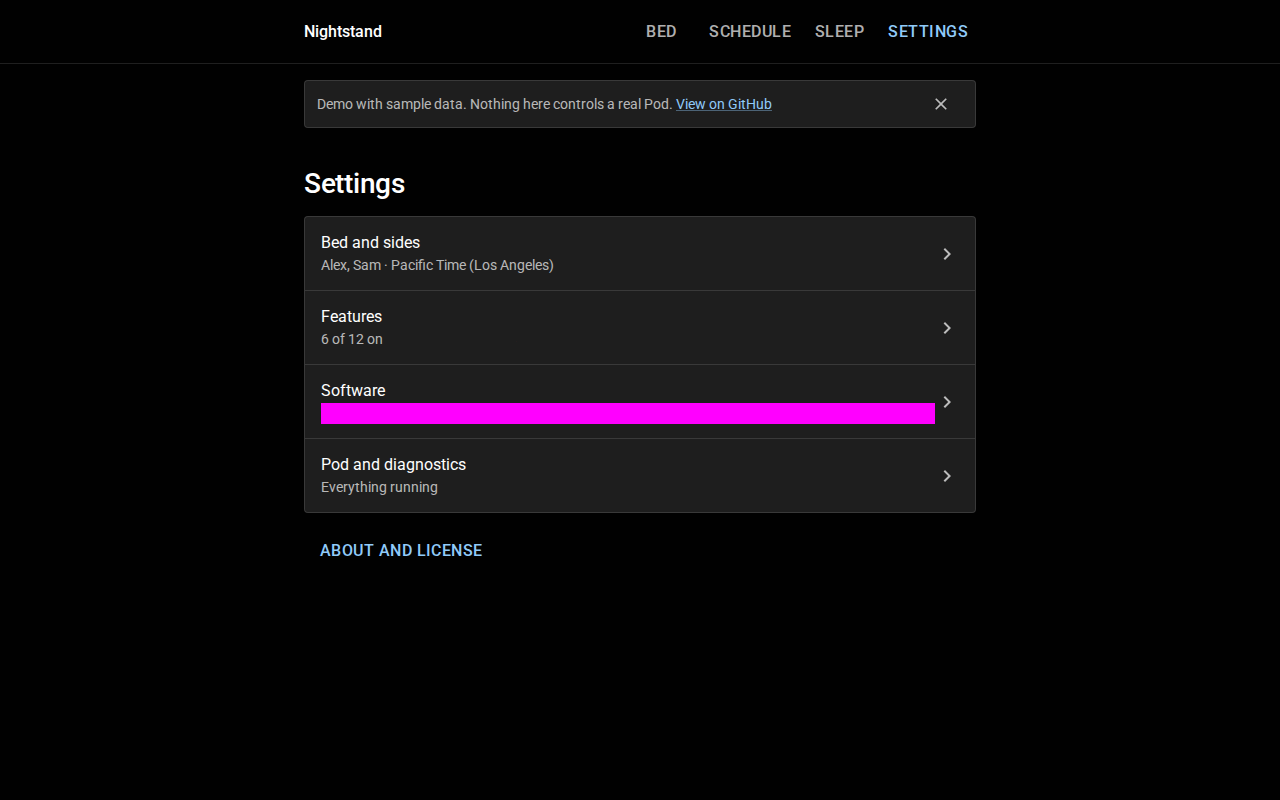 Nightstand
BED SCHEDULE SLEEP SETTINGS
Demo with sample data. Nothing here controls a real Pod. View on GitHub
Settings
Bed and sides
Alex, Sam · Pacific Time (Los Angeles)
Features
6 of 12 on
Software
Pod and diagnostics
Everything running
ABOUT AND LICENSE